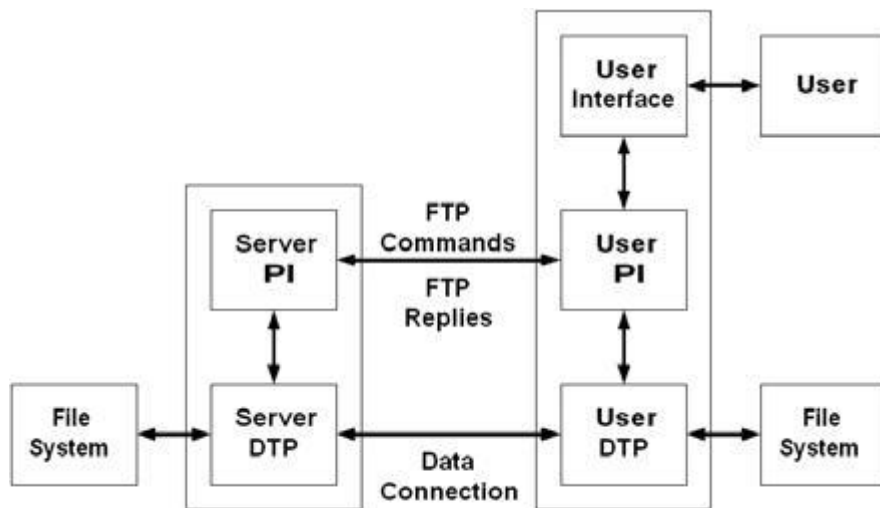 User
Interface
User
FTP
Commands
Server
PI
User
PI
FTP
Replies
File
System
Server
DTP
User
DTP
File
System
Data
Connection